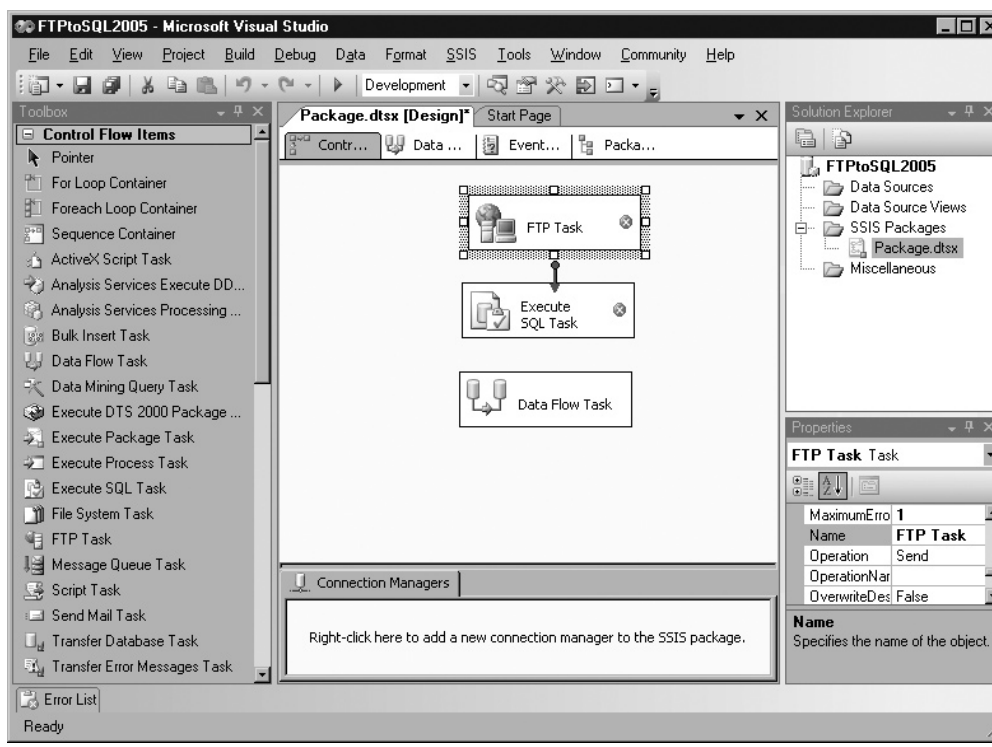 FTPtoSQL2005 - Microsoft Visual Studio
File Edit View Project Build Debug Data Format SSIS Tools Window Community Help
Development
Toolbox
Control Flow Items
Pointer
For Loop Container
Foreach Loop Container
Sequence Container
ActiveX Script Task
Analysis Services Execute DD...
Analysis Services Processing ...
Bulk Insert Task
Data Flow Task
Data Mining Query Task
Execute DTS 2000 Package ...
Execute Package Task
Execute Process Task
Execute SQL Task
File System Task
FTP Task
Message Queue Task
Script Task
Send Mail Task
Transfer Database Task
Transfer Error Messages Task
Package.dtsx [Design]* Start Page
Contr... Data ... Event... Packa...
FTP Task
Execute
SQL Task
Data Flow Task
Connection Managers
Right-click here to add a new connection manager to the SSIS package.
Solution Explorer
FTPtoSQL2005
Data Sources
Data Source Views
SSIS Packages
Package.dtsx
Miscellaneous
Properties
FTP Task Task
MaximumErro 1
Name FTP Task
Operation Send
OperationNar
OverwriteDes False
Name
Specifies the name of the object.
Error List
Ready